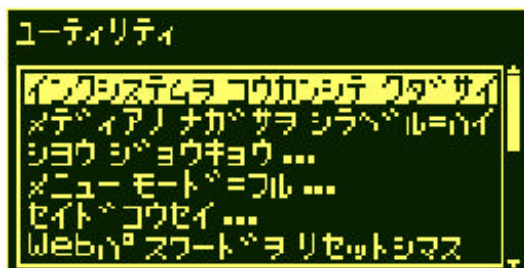 ユーティリティ
インクシステムヲ コウカンシテ クダサイ
メディアノ ナガサヲ シラベル=ハイ
シヨウ ジョウキョウ...
メニュー モード=フル...
セイドコウセイ...
Webパスワードヲ リセットシマス